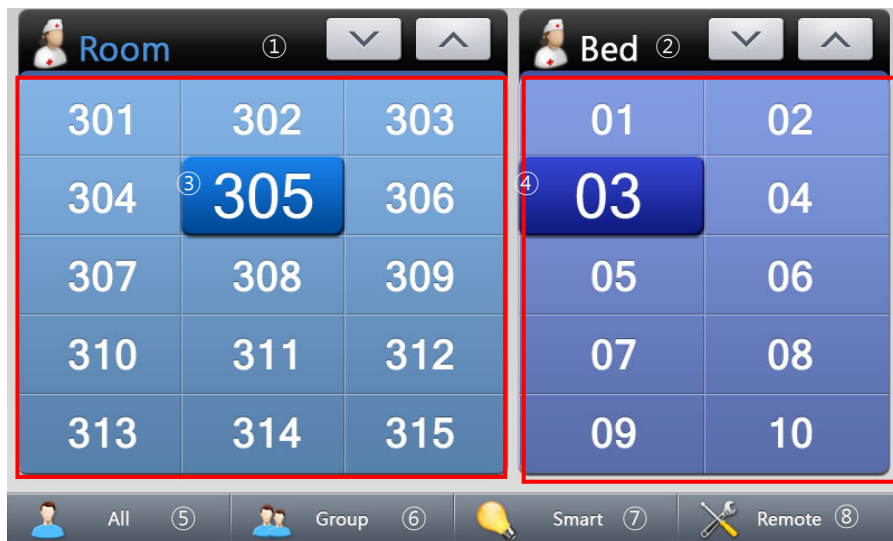 Room ① Bed ②
301 302 303 01 02
304 ③ 305 306 ④ 03 04
307 308 309 05 06
310 311 312 07 08
313 314 315 09 10
All ⑤ Group ⑥ Smart ⑦ Remote ⑧